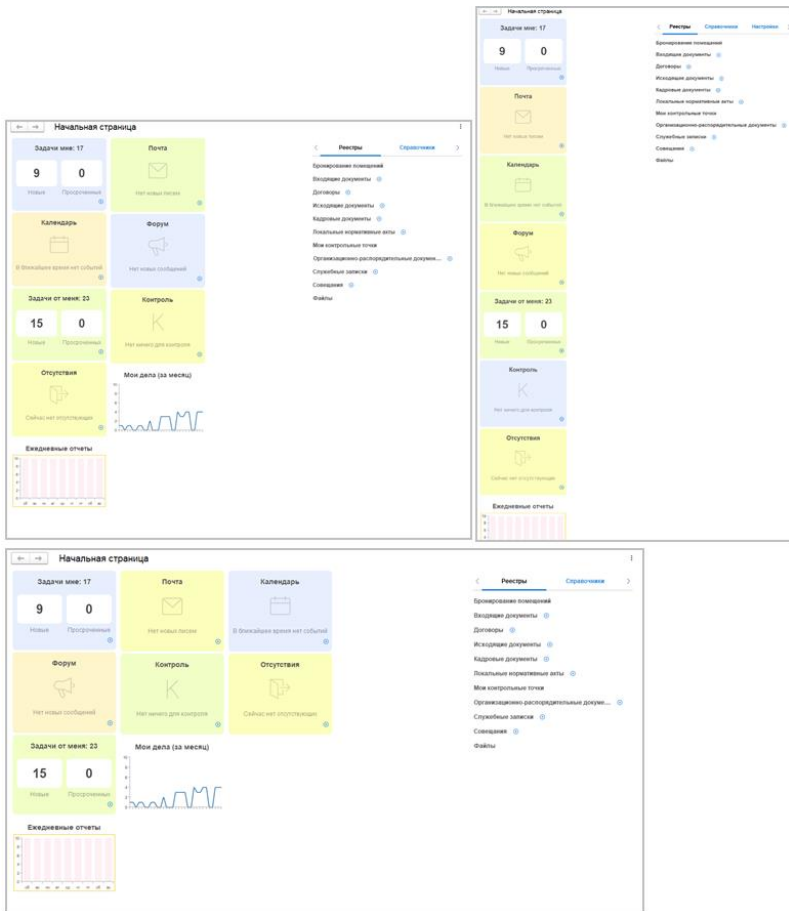 Начальная страница
Задачи мне: 17
9 0
Новые Просроченные
Почта
Нет новых писем
Календарь
В ближайшее время нет событий
Форум
Нет новых сообщений
Задачи от меня: 23
15 0
Новые Просроченные
Контроль
Нет ничего для контроля
Отсутствия
Сейчас нет отсутствующих
Ежедневные отчеты
Реестры Справочники Настройки
Бронирование помещений
Входящие документы
Договоры
Исходящие документы
Кадровые документы
Локальные нормативные акты
Мои контрольные точки
Организационно-распорядительные документы
Служебные записки
Совещания
Файлы
Начальная страница
Задачи мне: 17
9 0
Новые Просроченные
Почта
Нет новых писем
Календарь
В ближайшее время нет событий
Форум
Нет новых сообщений
Задачи от меня: 23
15 0
Новые Просроченные
Контроль
Нет ничего для контроля
Отсутствия
Сейчас нет отсутствующих
Мои дела (за месяц)
Ежедневные отчеты
Реестры Справочники
Бронирование помещений
Входящие документы
Договоры
Исходящие документы
Кадровые документы
Локальные нормативные акты
Мои контрольные точки
Организационно-распорядительные докумен...
Служебные записки
Совещания
Файлы
Начальная страница
Задачи мне: 17
9 0
Новые Просроченные
Почта
Нет новых писем
Календарь
В ближайшее время нет событий
Форум
Нет новых сообщений
Контроль
Нет ничего для контроля
Отсутствия
Сейчас нет отсутствующих
Задачи от меня: 23
15 0
Новые Просроченные
Мои дела (за месяц)
Ежедневные отчеты
Реестры Справочники
Бронирование помещений
Входящие документы
Договоры
Исходящие документы
Кадровые документы
Локальные нормативные акты
Мои контрольные точки
Организационно-распорядительные докуме...
Служебные записки
Совещания
Файлы